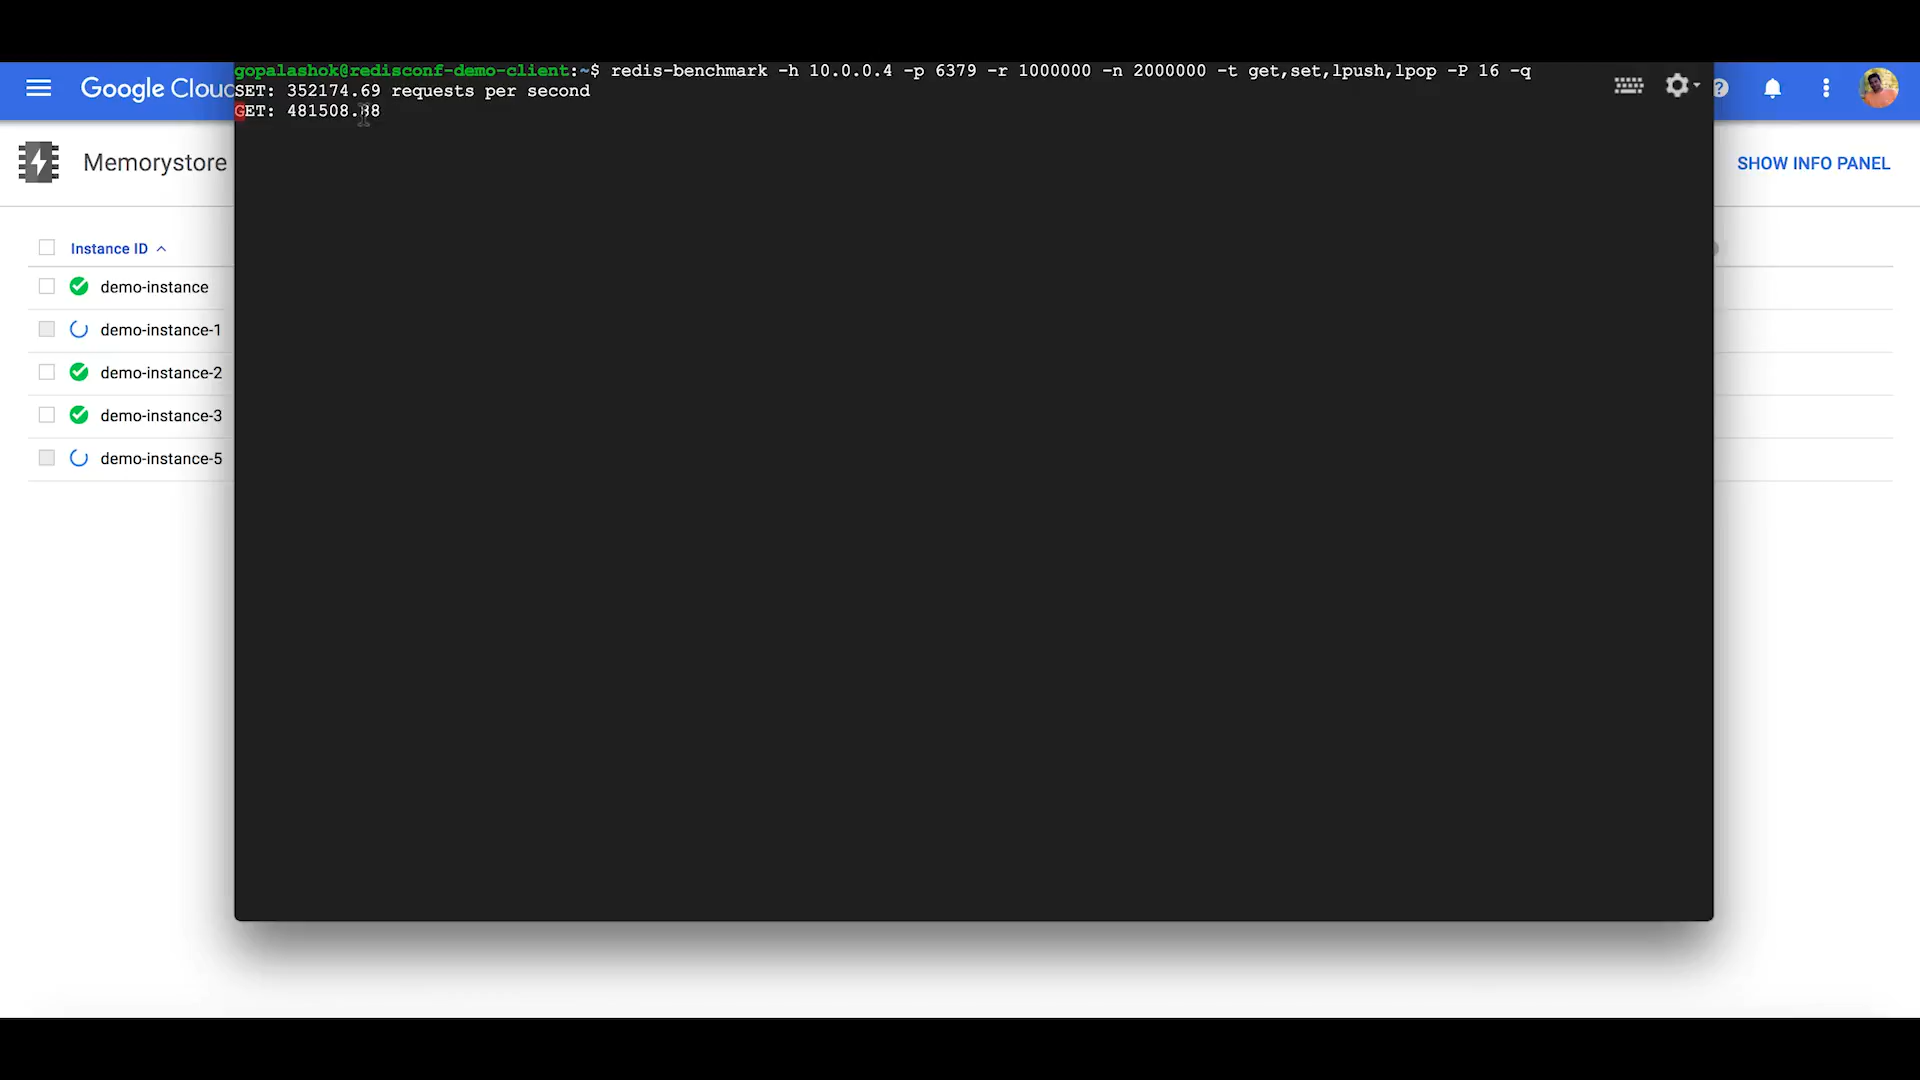 gopalashok@redisconf-demo-client:~$ redis-benchmark -h 10.0.0.4 -p 6379 -r 1000000 -n 2000000 -t get,set,lpush,lpop -P 16 -q
SET: 352174.69 requests per second
GET: 481508.88
Google Clou
Memorystore
SHOW INFO PANEL
Instance ID
demo-instance
demo-instance-1
demo-instance-2
demo-instance-3
demo-instance-5